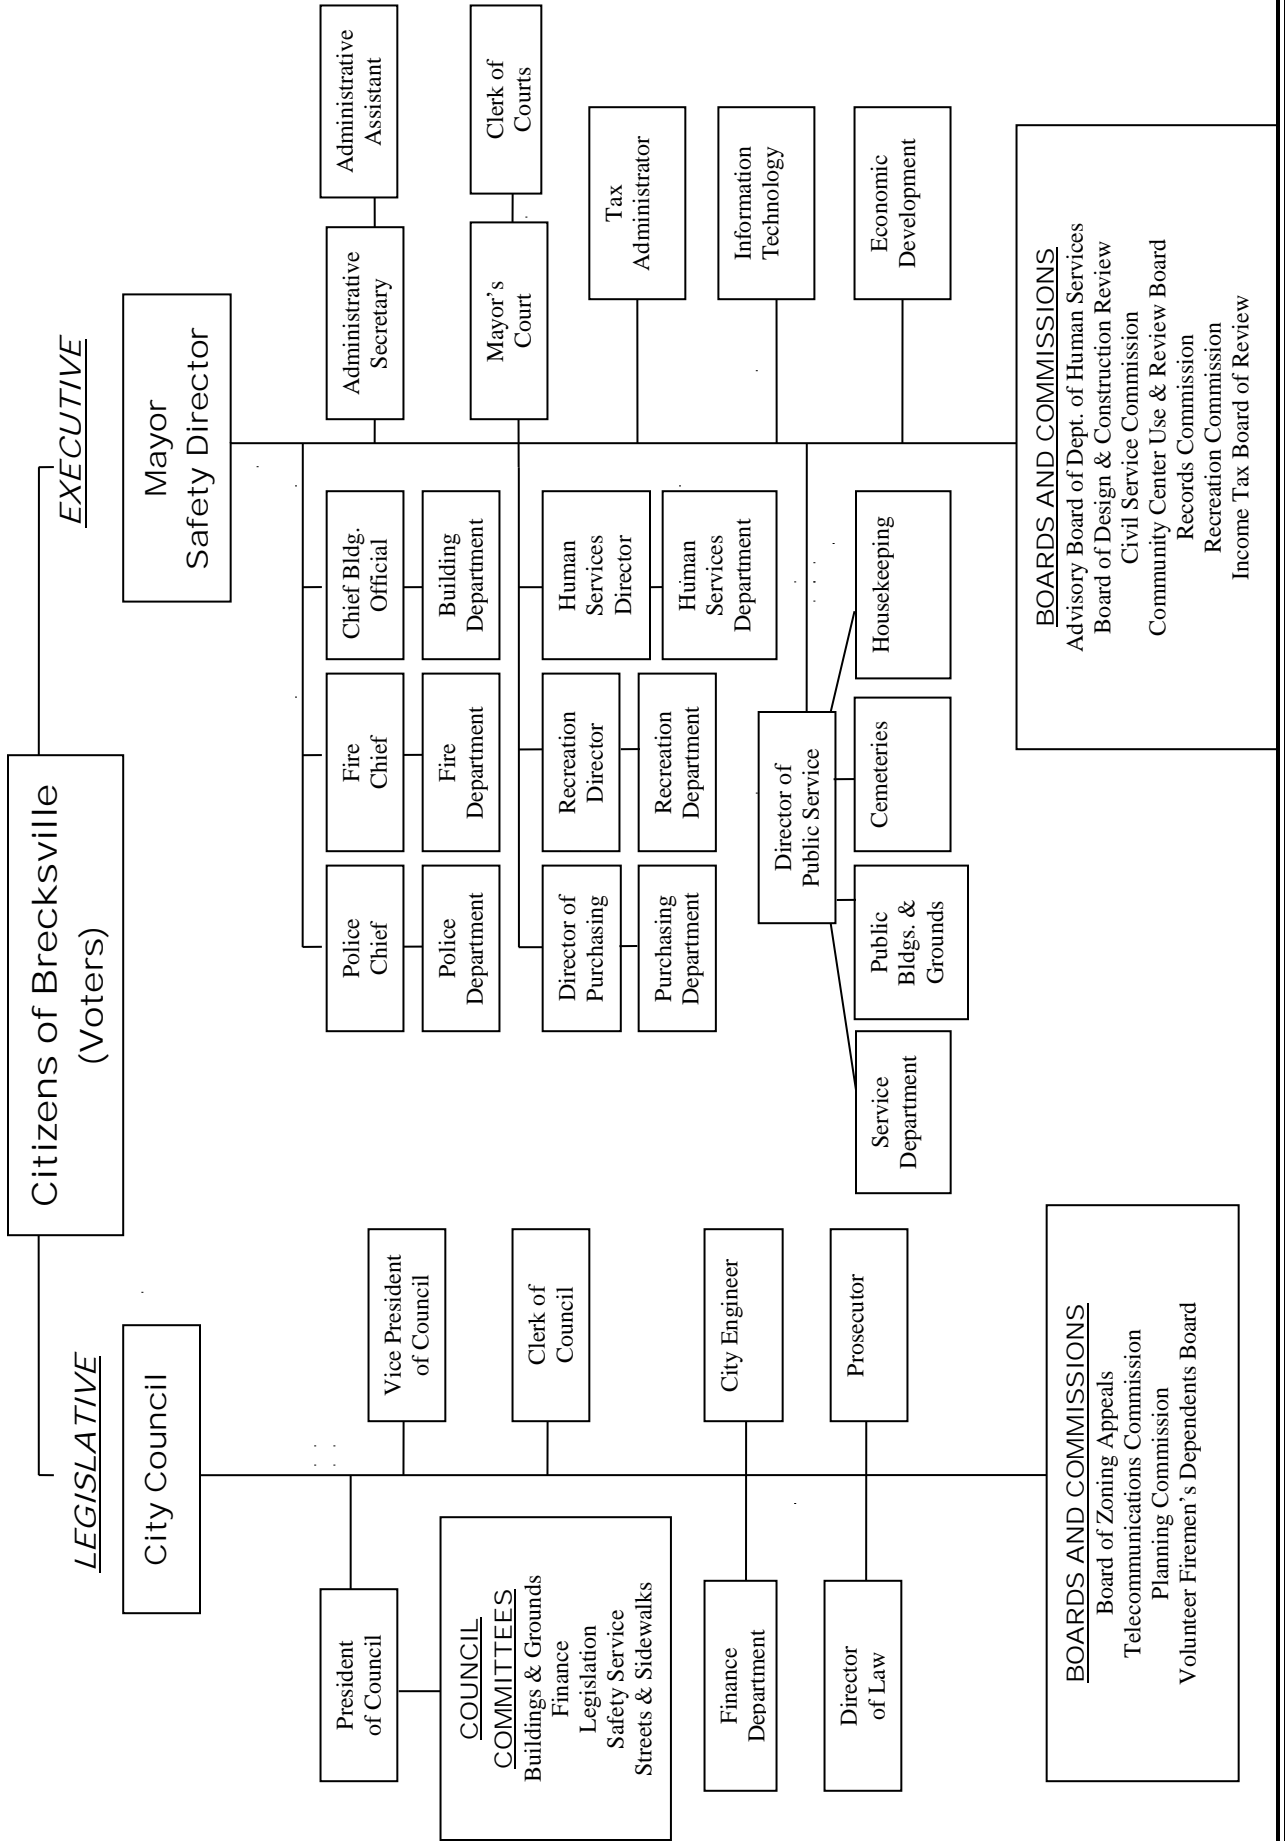 Citizens of Brecksville
(Voters)
LEGISLATIVE
EXECUTIVE
City Council
President
of Council
Vice President
of Council
COUNCIL
COMMITTEES
Buildings & Grounds
Finance
Legislation
Safety Service
Streets & Sidewalks
Clerk of
Council
Finance
Department
City Engineer
Director
of Law
Prosecutor
BOARDS AND COMMISSIONS
Board of Zoning Appeals
Telecommunications Commission
Planning Commission
Volunteer Firemen's Dependents Board
Mayor
Safety Director
Police
Chief
Fire
Chief
Chief Bldg.
Official
Administrative
Secretary
Administrative
Assistant
Police
Department
Fire
Department
Building
Department
Mayor's
Court
Clerk of
Courts
Director of
Purchasing
Recreation
Director
Human
Services
Director
Purchasing
Department
Recreation
Department
Human
Services
Department
Tax
Administrator
Information
Technology
Director of
Public Service
Service
Department
Public
Bldgs. &
Grounds
Cemeteries
Housekeeping
Economic
Development
BOARDS AND COMMISSIONS
Advisory Board of Dept. of Human Services
Board of Design & Construction Review
Civil Service Commission
Community Center Use & Review Board
Records Commission
Recreation Commission
Income Tax Board of Review